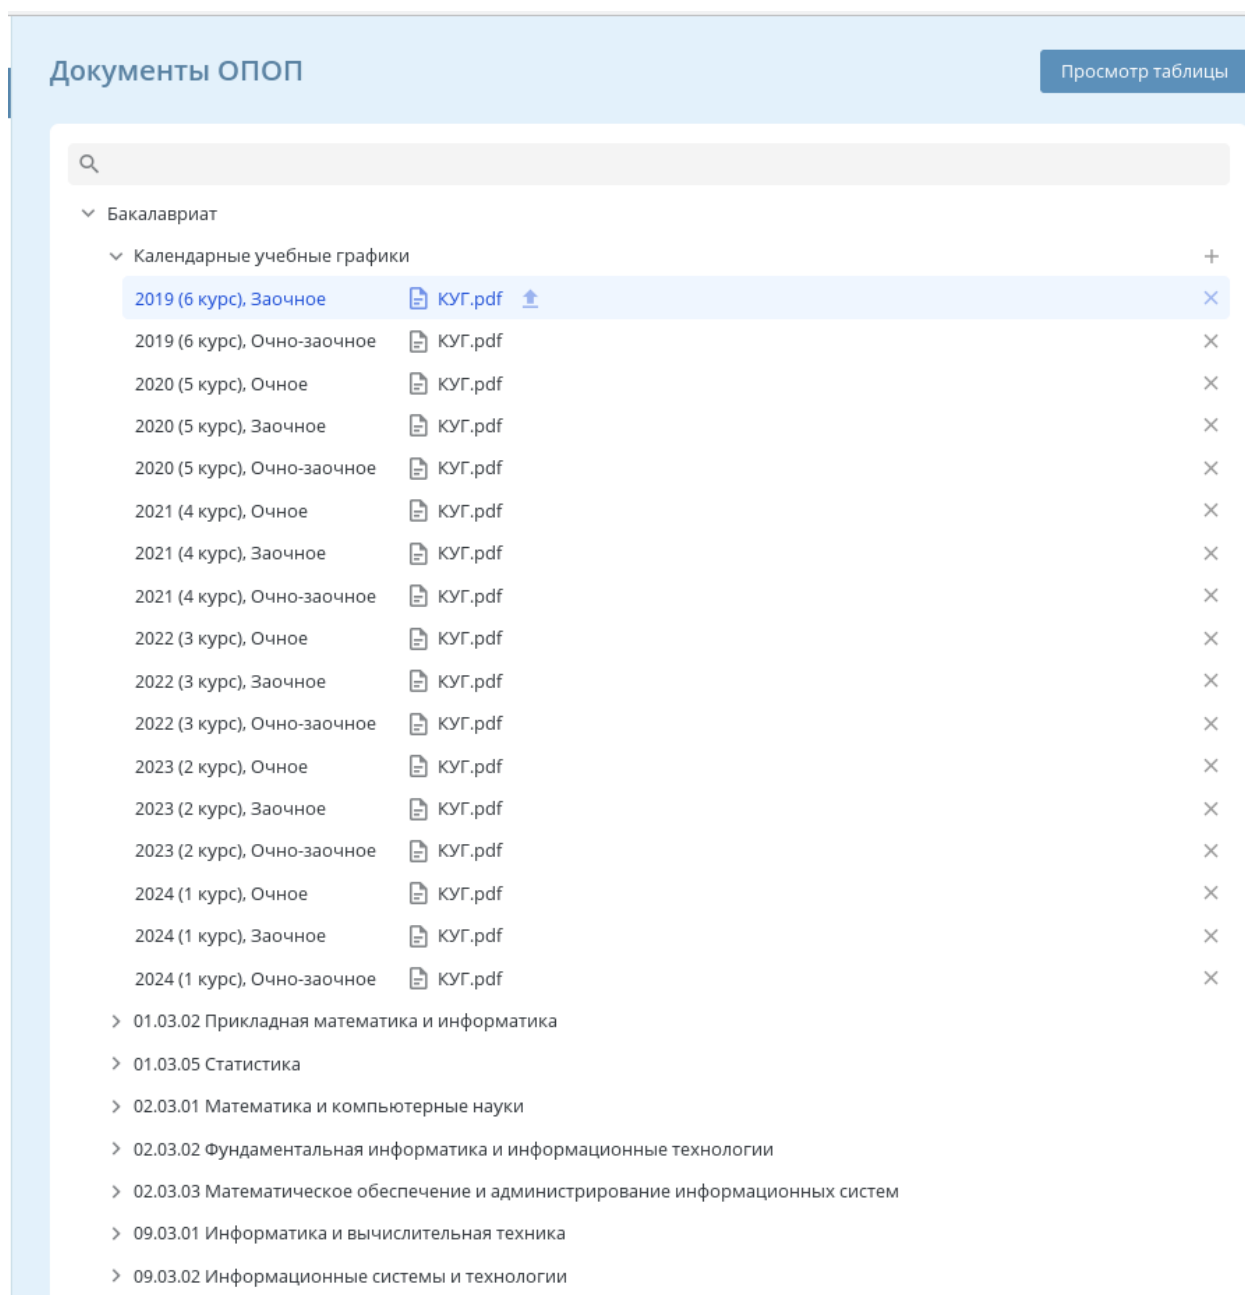 Документы ОПОП
Просмотр таблицы
Бакалавриат
Календарные учебные графики
2019 (6 курс), Заочное КУГ.pdf
2019 (6 курс), Очно-заочное КУГ.pdf
2020 (5 курс), Очное КУГ.pdf
2020 (5 курс), Заочное КУГ.pdf
2020 (5 курс), Очно-заочное КУГ.pdf
2021 (4 курс), Очное КУГ.pdf
2021 (4 курс), Заочное КУГ.pdf
2021 (4 курс), Очно-заочное КУГ.pdf
2022 (3 курс), Очное КУГ.pdf
2022 (3 курс), Заочное КУГ.pdf
2022 (3 курс), Очно-заочное КУГ.pdf
2023 (2 курс), Очное КУГ.pdf
2023 (2 курс), Заочное КУГ.pdf
2023 (2 курс), Очно-заочное КУГ.pdf
2024 (1 курс), Очное КУГ.pdf
2024 (1 курс), Заочное КУГ.pdf
2024 (1 курс), Очно-заочное КУГ.pdf
01.03.02 Прикладная математика и информатика
01.03.05 Статистика
02.03.01 Математика и компьютерные науки
02.03.02 Фундаментальная информатика и информационные технологии
02.03.03 Математическое обеспечение и администрирование информационных систем
09.03.01 Информатика и вычислительная техника
09.03.02 Информационные системы и технологии